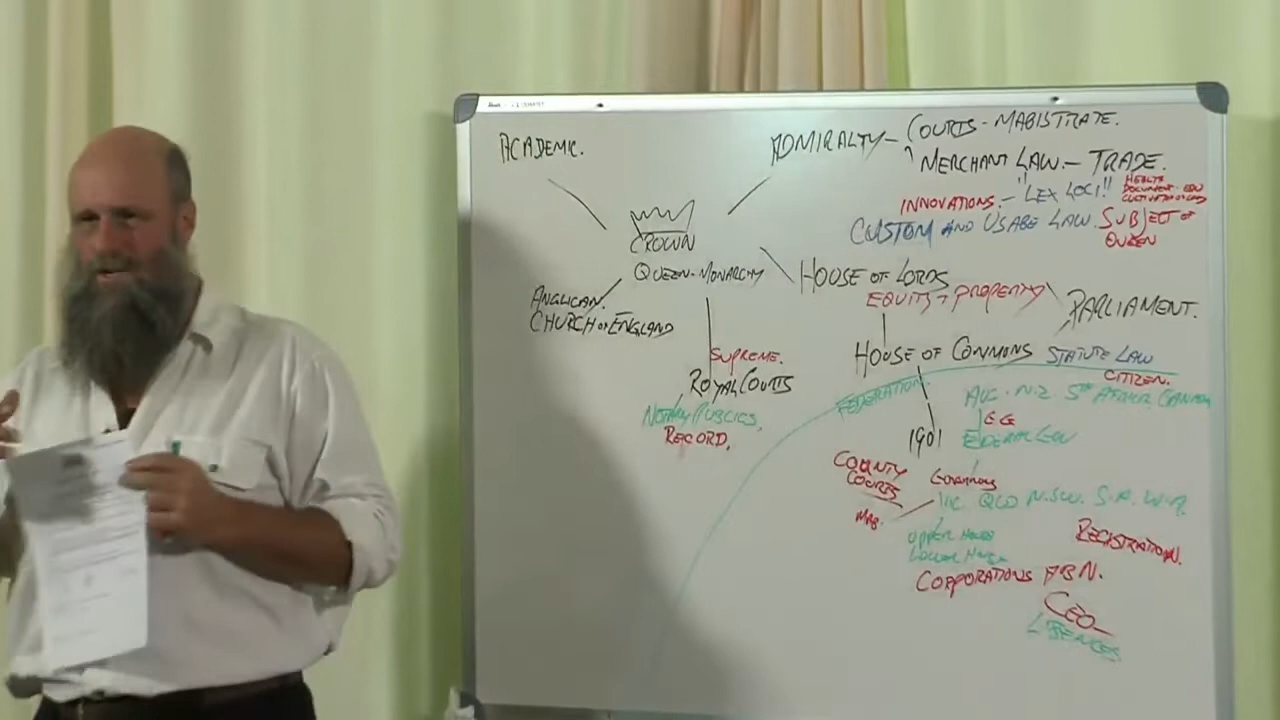 ACADEMIC.
ADMIRALTY - COURTS - MAGISTRATE.
MERCHANT LAW. - TRADE.
INNOVATIONS. - "LEX LOCI!!
HEALTH
CUSTOM AND USAGE LAW. SUBJECT OF
QUEEN
CROWN
QUEEN - MONARCHY
HOUSE OF LORDS
EQUITY + PROPERTY
PARLIAMENT.
ANGLICAN.
CHURCH OF ENGLAND
SUPREME.
ROYAL COURTS
NOTARY PUBLICS.
RECORD.
HOUSE OF COMMONS STATUTE LAW
CITIZEN.
FEDERATION.
AUS. N.Z. STH AFRICA. CANADA
G.G
1901
COUNTY
COURTS
MAG.
GOVERNORS
VIC. QLD N.S.W. S.A. W.A.
UPPER HOUSE
LOWER HOUSE
REGISTRATION.
CORPORATIONS ABN.
CEO